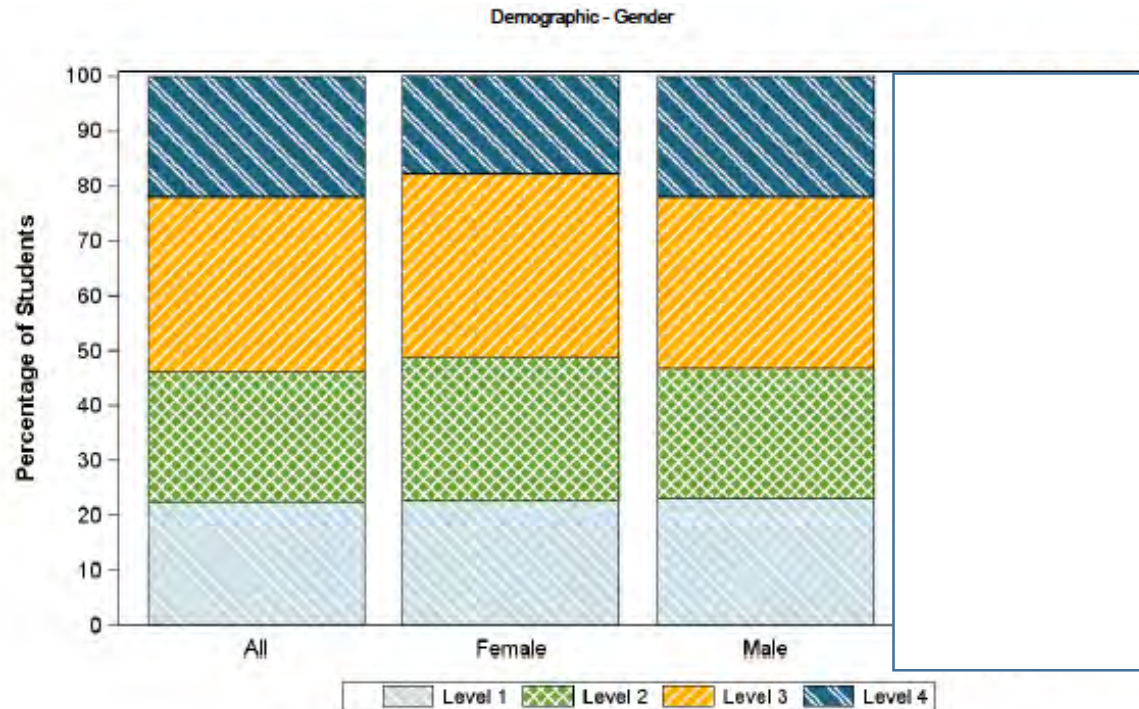 Demographic - Gender
100
90
80
70
60
50
40
30
20
10
0
Percentage of Students
All Female Male
Level 1 Level 2 Level 3 Level 4